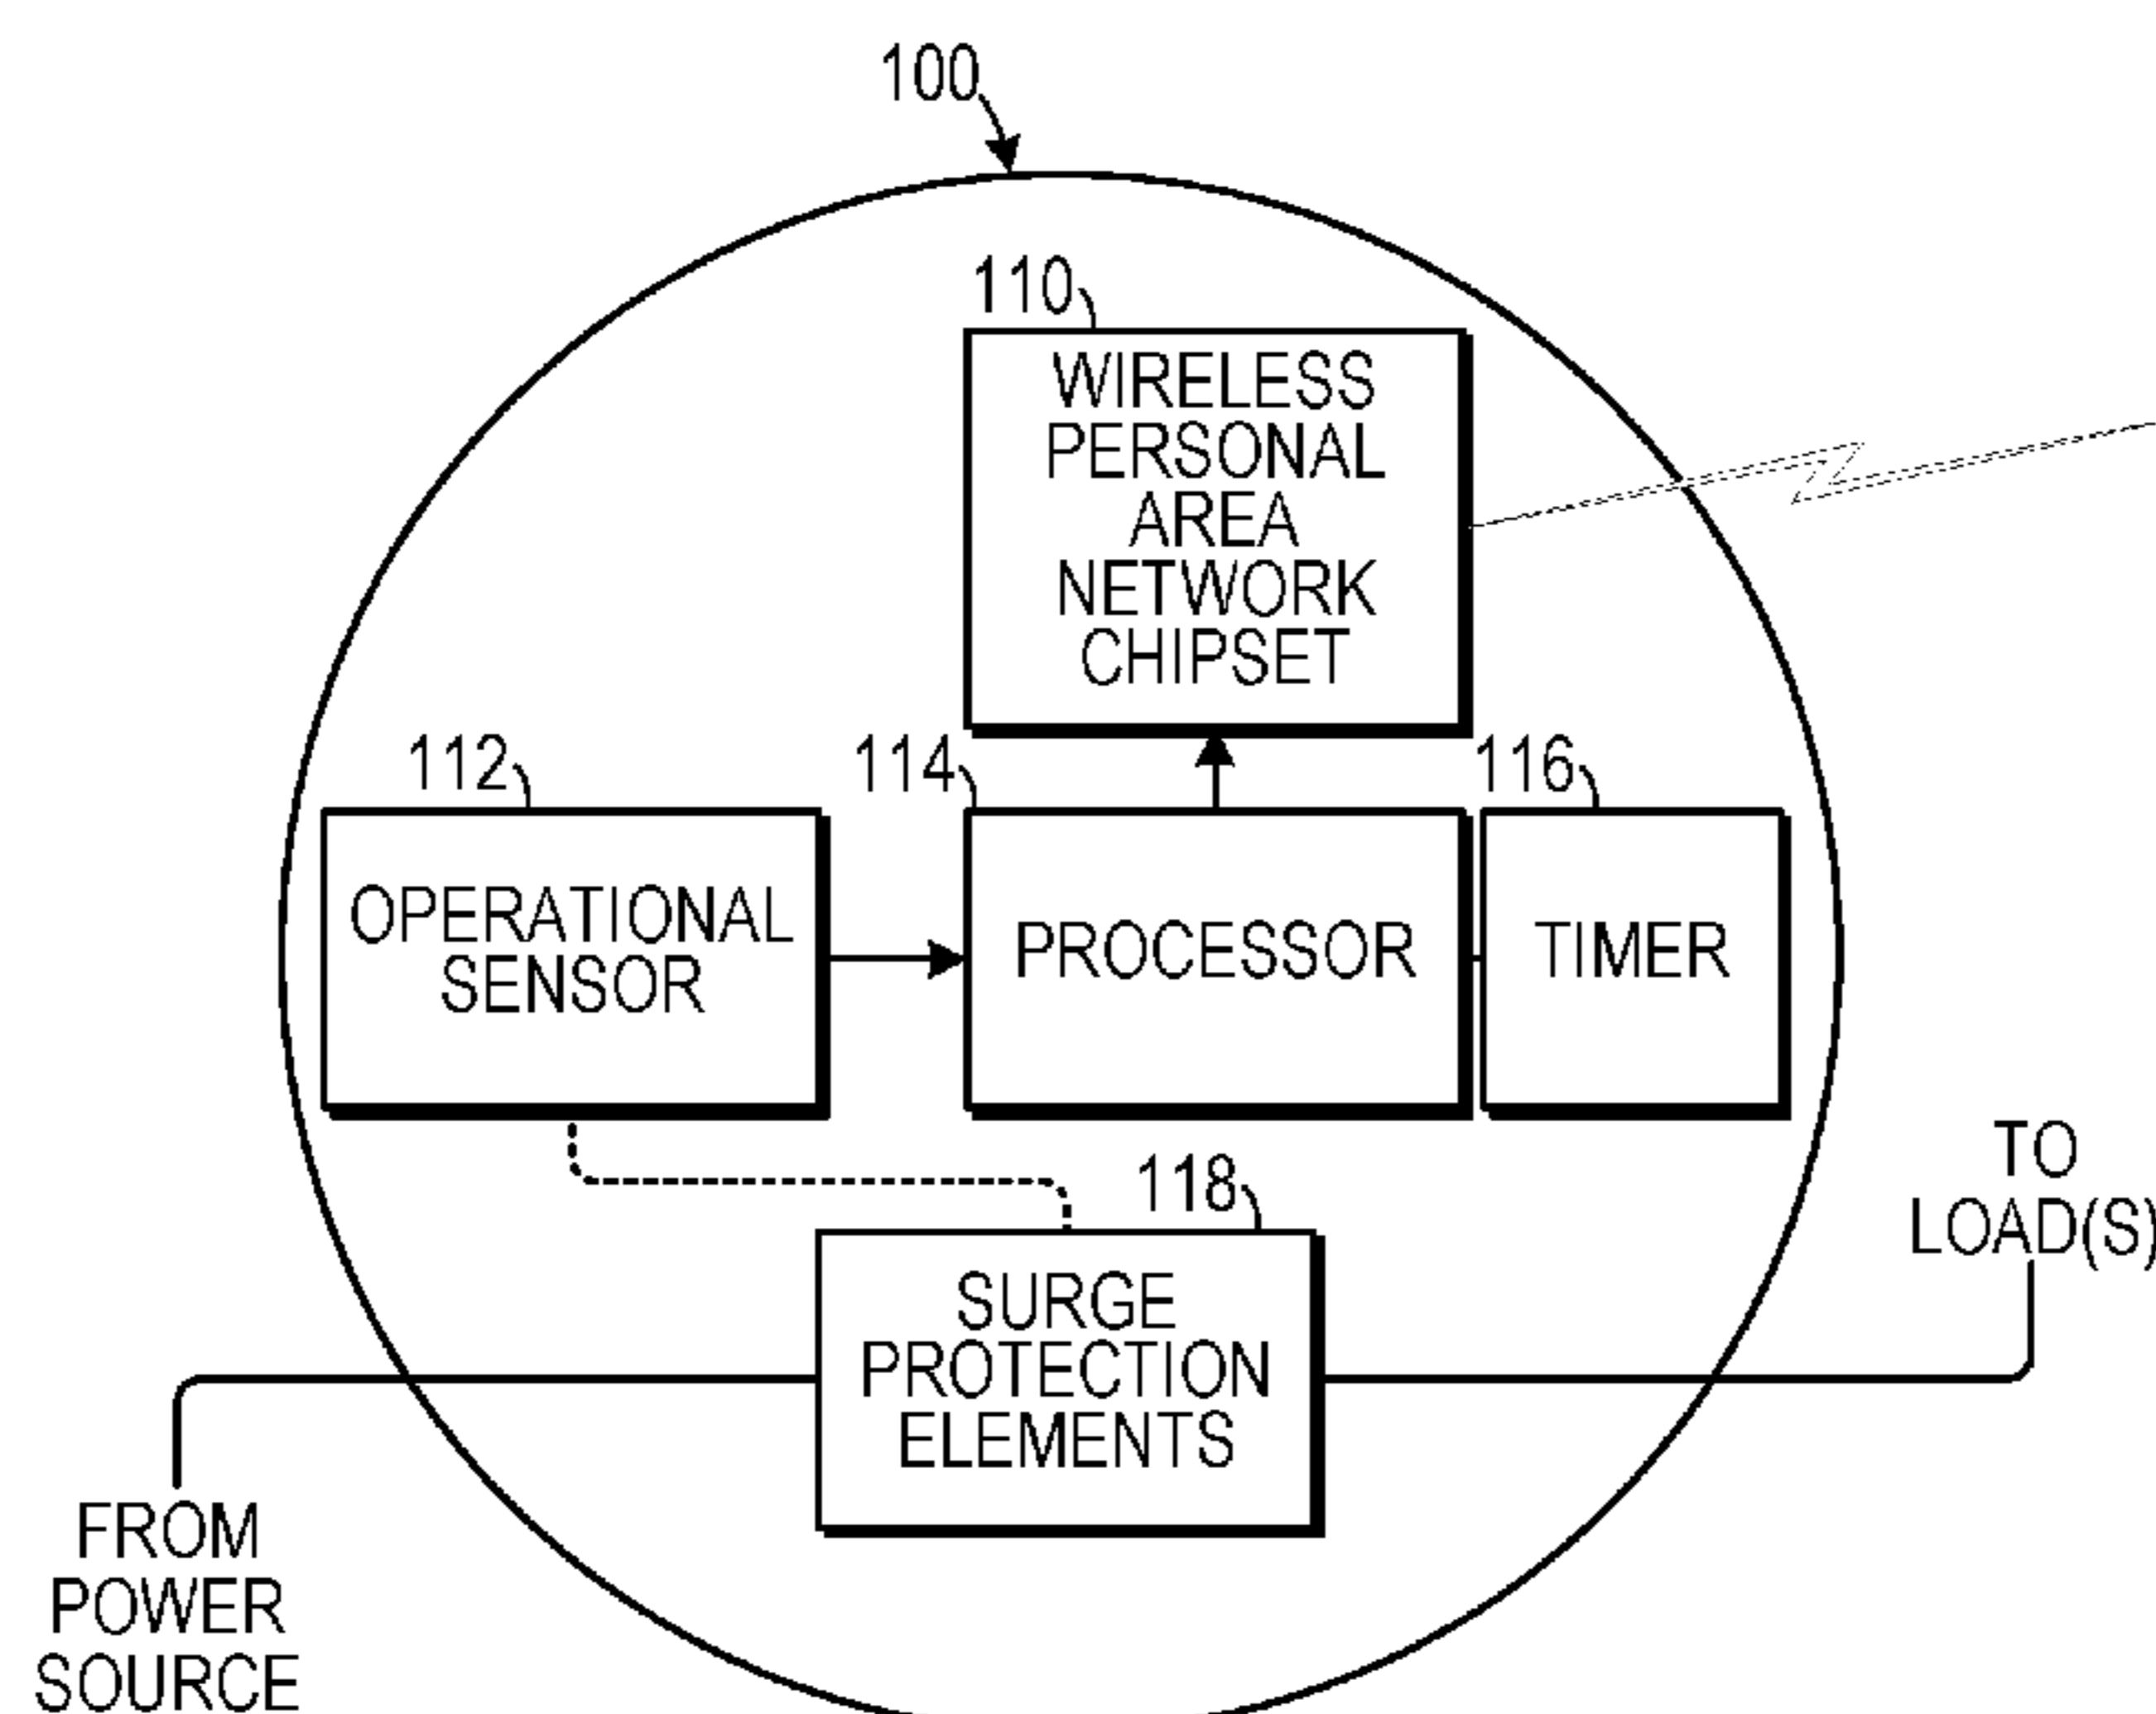 100
110
WIRELESS
PERSONAL
AREA
NETWORK
CHIPSET
112
114
116
OPERATIONAL
SENSOR
PROCESSOR
TIMER
118
TO
LOAD(S)
SURGE
PROTECTION
ELEMENTS
FROM
POWER
SOURCE